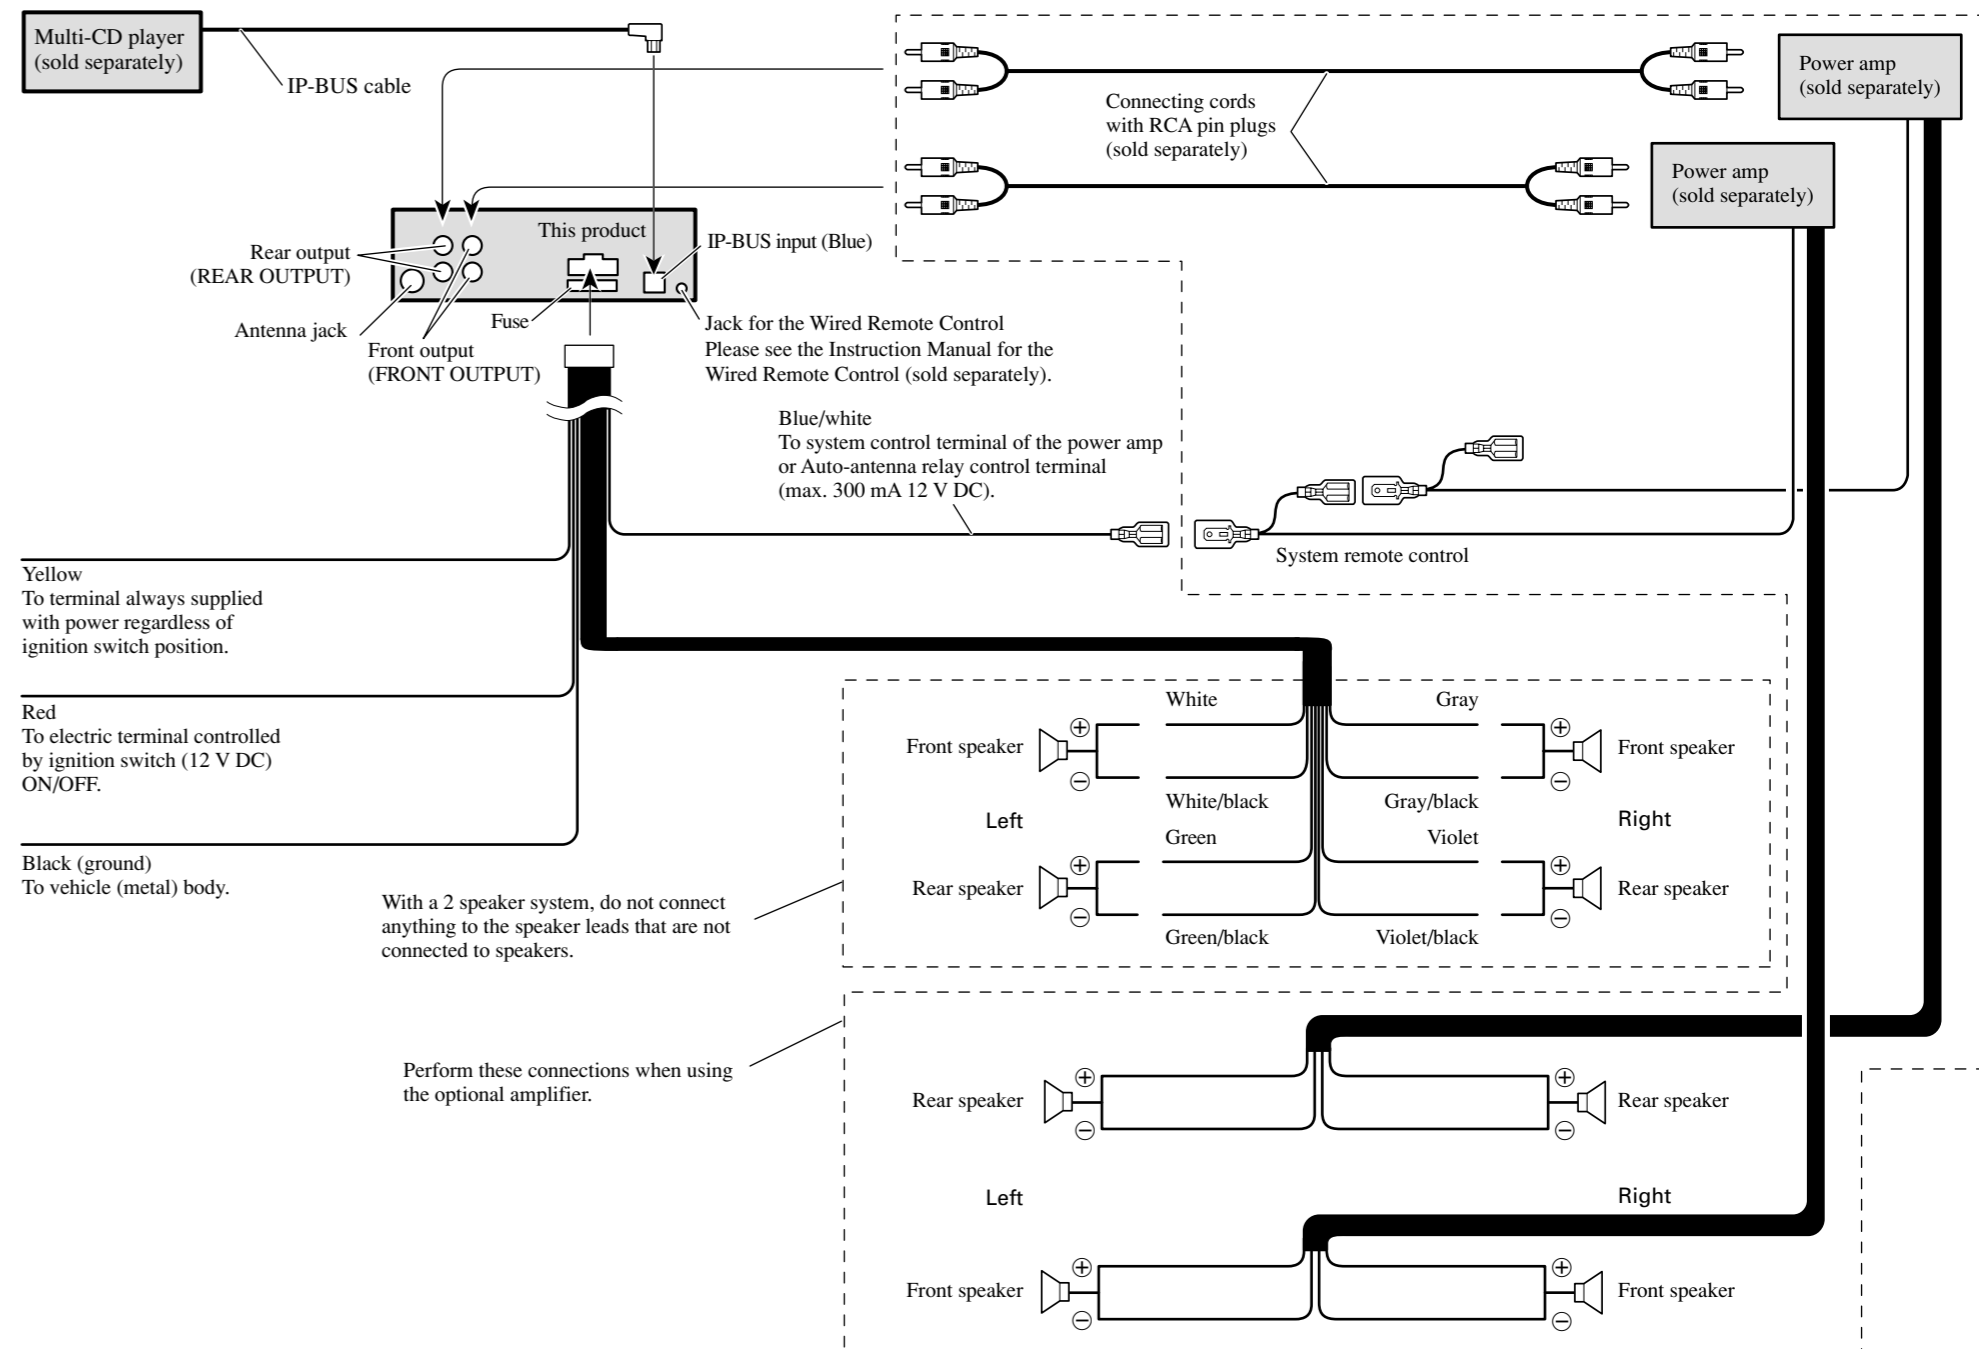 Multi-CD player
(sold separately)
IP-BUS cable
Connecting cords
with RCA pin plugs
(sold separately)
Power amp
(sold separately)
Power amp
(sold separately)
This product
Rear output
(REAR OUTPUT)
IP-BUS input (Blue)
Antenna jack
Fuse
Front output
(FRONT OUTPUT)
Jack for the Wired Remote Control
Please see the Instruction Manual for the
Wired Remote Control (sold separately).
Blue/white
To system control terminal of the power amp
or Auto-antenna relay control terminal
(max. 300 mA 12 V DC).
System remote control
Yellow
To terminal always supplied
with power regardless of
ignition switch position.
Red
To electric terminal controlled
by ignition switch (12 V DC)
ON/OFF.
Black (ground)
To vehicle (metal) body.
White
Gray
Front speaker
⊕
⊕
Front speaker
⊖
⊖
White/black
Gray/black
Left
Right
Green
Violet
Rear speaker
⊕
⊕
Rear speaker
⊖
⊖
Green/black
Violet/black
With a 2 speaker system, do not connect
anything to the speaker leads that are not
connected to speakers.
Perform these connections when using
the optional amplifier.
Rear speaker
⊕
⊕
Rear speaker
⊖
⊖
Left
Right
Front speaker
⊕
⊕
Front speaker
⊖
⊖